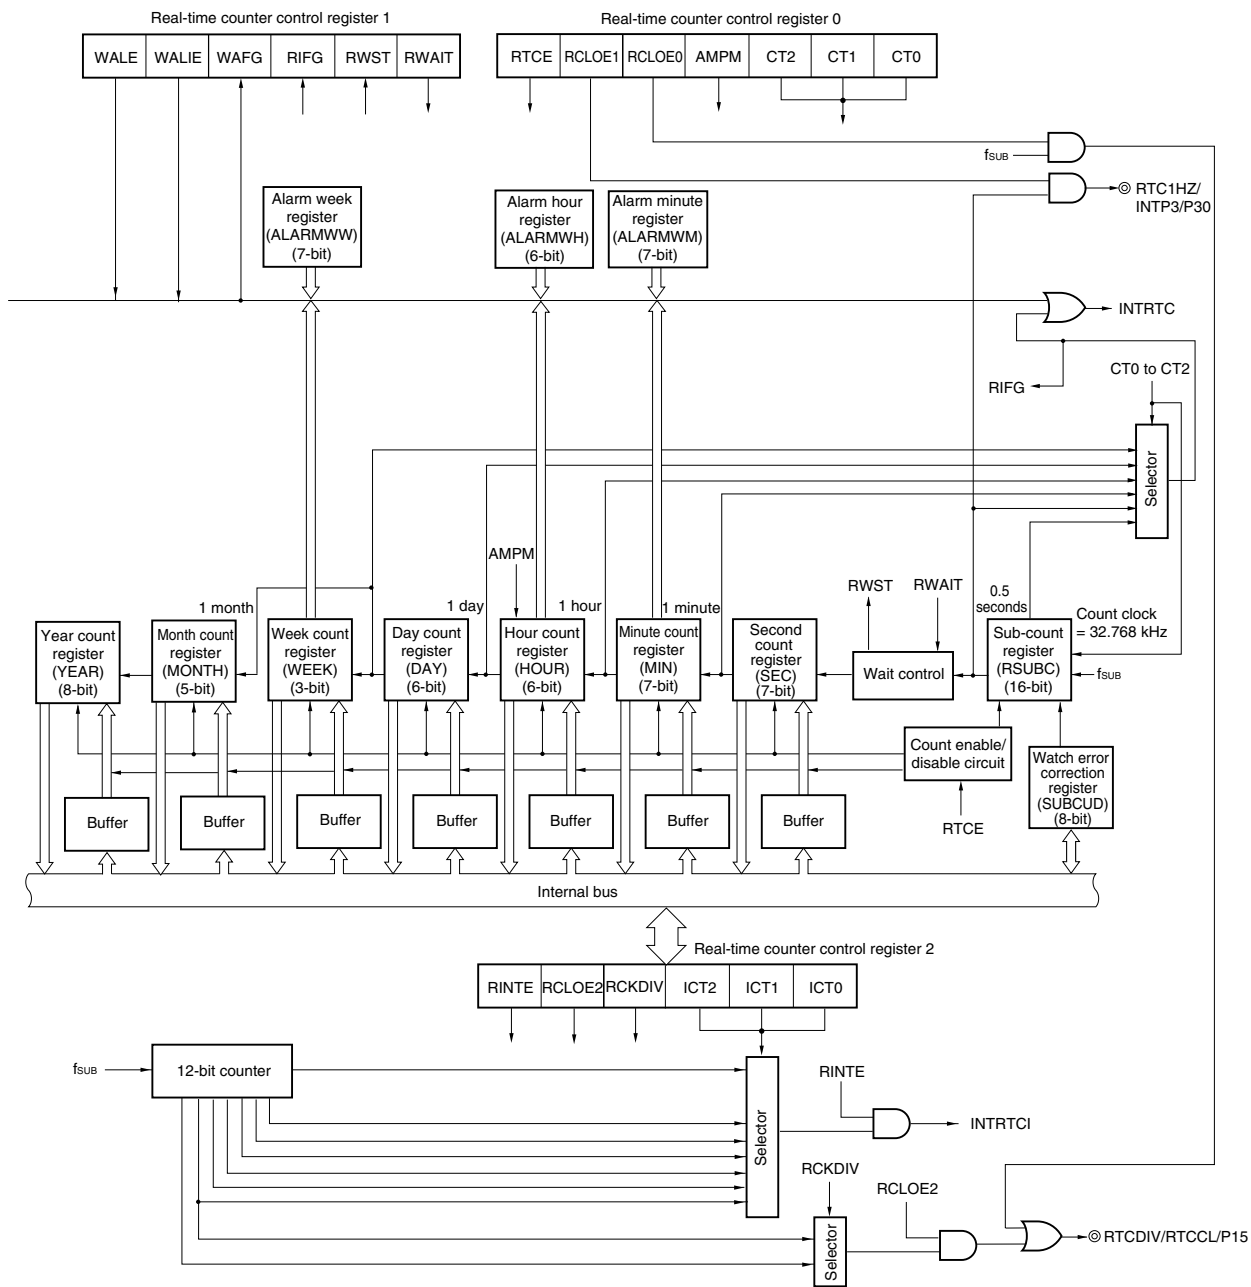 Real-time counter control register 1
Real-time counter control register 0
WALE WALIE WAFG RIFG RWST RWAIT
RTCE RCLOE1 RCLOE0 AMPM CT2 CT1 CT0
fSUB
RTC1HZ/
INTP3/P30
Alarm week
register
(ALARMWW)
(7-bit)
Alarm hour
register
(ALARMWH)
(6-bit)
Alarm minute
register
(ALARMWM)
(7-bit)
INTRTC
CT0 to CT2
RIFG
Selector
AMPM
RWST
RWAIT
0.5
seconds
Count clock
= 32.768 kHz
1 month
1 day
1 hour
1 minute
Year count
register
(YEAR)
(8-bit)
Month count
register
(MONTH)
(5-bit)
Week count
register
(WEEK)
(3-bit)
Day count
register
(DAY)
(6-bit)
Hour count
register
(HOUR)
(6-bit)
Minute count
register
(MIN)
(7-bit)
Second
count
register
(SEC)
(7-bit)
Wait control
Sub-count
register
(RSUBC)
(16-bit)
fSUB
Count enable/
disable circuit
Watch error
correction
register
(SUBCUD)
(8-bit)
RTCE
Buffer
Buffer
Buffer
Buffer
Buffer
Buffer
Buffer
Internal bus
Real-time counter control register 2
RINTE RCLOE2 RCKDIV ICT2 ICT1 ICT0
fSUB
12-bit counter
Selector
RINTE
INTRTCI
RCKDIV
Selector
RCLOE2
RTCDIV/RTCCL/P15